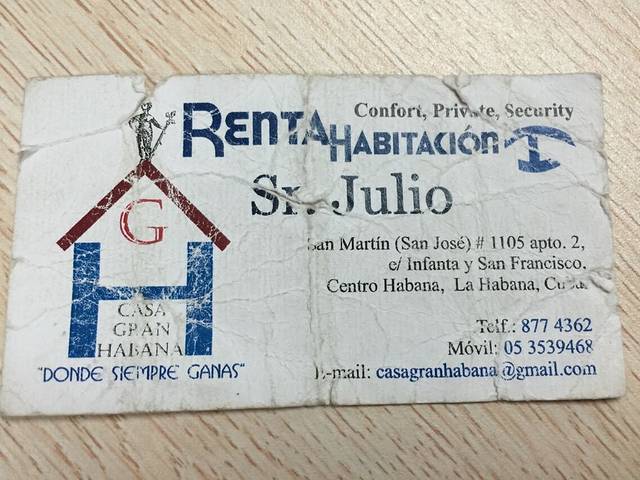 Confort, Private, Security
RENTA HABITACIÓN
Sr. Julio
San Martín (San José) # 1105 apto. 2,
e/ Infanta y San Francisco.
Centro Habana, La Habana, Cuba.
Telf.: 877 4362
Móvil: 05 3539468
E-mail: casagranhabana@gmail.com
G
H
CASA
GRAN
HABANA
"DONDE SIEMPRE GANAS"